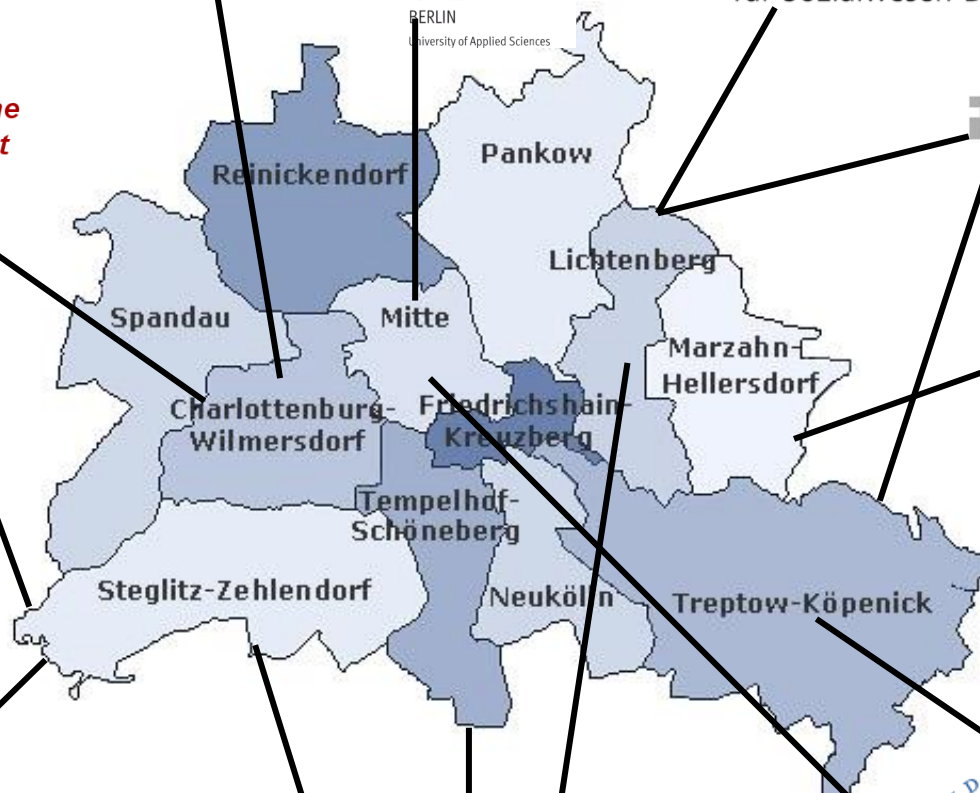 BERLIN
University of Applied Sciences
Pankow
Reinickendorf
Lichtenberg
Spandau
Mitte
Marzahn-
Hellersdorf
Charlottenburg-
Wilmersdorf
Friedrichshain-
Kreuzberg
Tempelhof-
Schöneberg
Steglitz-Zehlendorf
Neukölln
Treptow-Köpenick